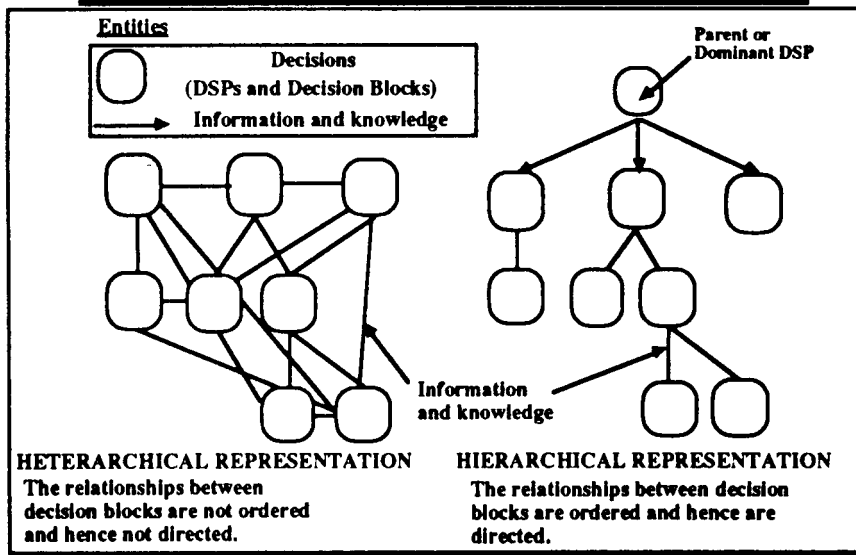 Entities
Decisions
(DSPs and Decision Blocks)
Information and knowledge
Parent or
Dominant DSP
Information
and knowledge
HETERARCHICAL REPRESENTATION
The relationships between
decision blocks are not ordered
and hence not directed.
HIERARCHICAL REPRESENTATION
The relationships between decision
blocks are ordered and hence are
directed.